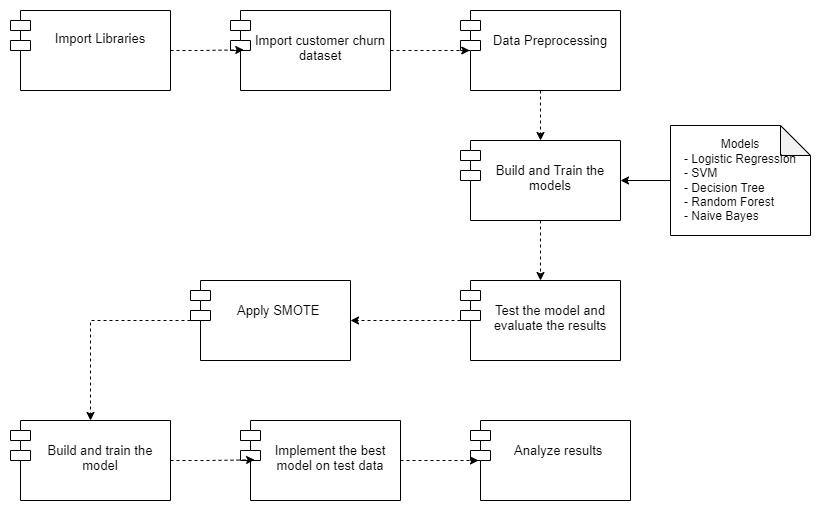 Import Libraries
Import customer churn
dataset
Data Preprocessing
Build and Train the
models
Models
- Logistic Regression
- SVM
- Decision Tree
- Random Forest
- Naive Bayes
Test the model and
evaluate the results
Apply SMOTE
Build and train the
model
Implement the best
model on test data
Analyze results